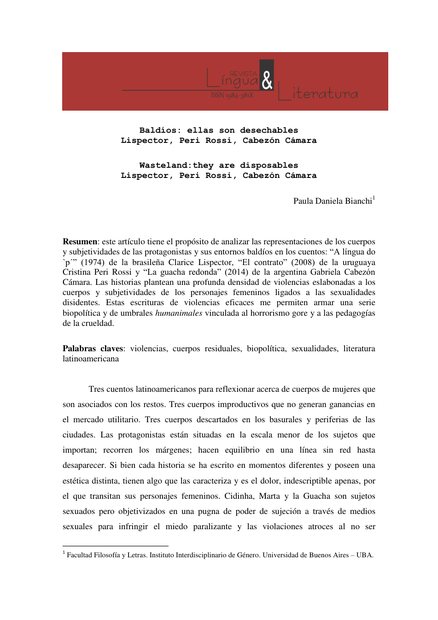 REVISTA
Língua & Literatura
Baldíos: ellas son desechables
Lispector, Peri Rossi, Cabezón Cámara
Wasteland:they are disposables
Lispector, Peri Rossi, Cabezón Cámara
Paula Daniela Bianchi1
Resumen: este artículo tiene el propósito de analizar las representaciones de los cuerpos
y subjetividades de las protagonistas y sus entornos baldíos en los cuentos: “A língua do
`p´” (1974) de la brasileña Clarice Lispector, “El contrato” (2008) de la uruguaya
Cristina Peri Rossi y “La guacha redonda” (2014) de la argentina Gabriela Cabezón
Cámara. Las historias plantean una profunda densidad de violencias eslabonadas a los
cuerpos y subjetividades de los personajes femeninos ligados a las sexualidades
disidentes. Estas escrituras de violencias eficaces me permiten armar una serie
biopolítica y de umbrales humanimales vinculada al horrorismo gore y a las pedagogías
de la crueldad.
Palabras claves: violencias, cuerpos residuales, biopolítica, sexualidades, literatura
latinoamericana
Tres cuentos latinoamericanos para reflexionar acerca de cuerpos de mujeres que
son asociados con los restos. Tres cuerpos improductivos que no generan ganancias en
el mercado utilitario. Tres cuerpos descartados en los basurales y periferias de las
ciudades. Las protagonistas están situadas en la escala menor de los sujetos que
importan; recorren los márgenes; hacen equilibrio en una línea sin red hasta
desaparecer. Si bien cada historia se ha escrito en momentos diferentes y poseen una
estética distinta, tienen algo que las caracteriza y es el dolor, indescriptible apenas, por
el que transitan sus personajes femeninos. Cidinha, Marta y la Guacha son sujetos
sexuados pero objetivizados en una pugna de poder de sujeción a través de medios
sexuales para infringir el miedo paralizante y las violaciones atroces al no ser
1 Facultad Filosofía y Letras. Instituto Interdisciplinario de Género. Universidad de Buenos Aires – UBA.